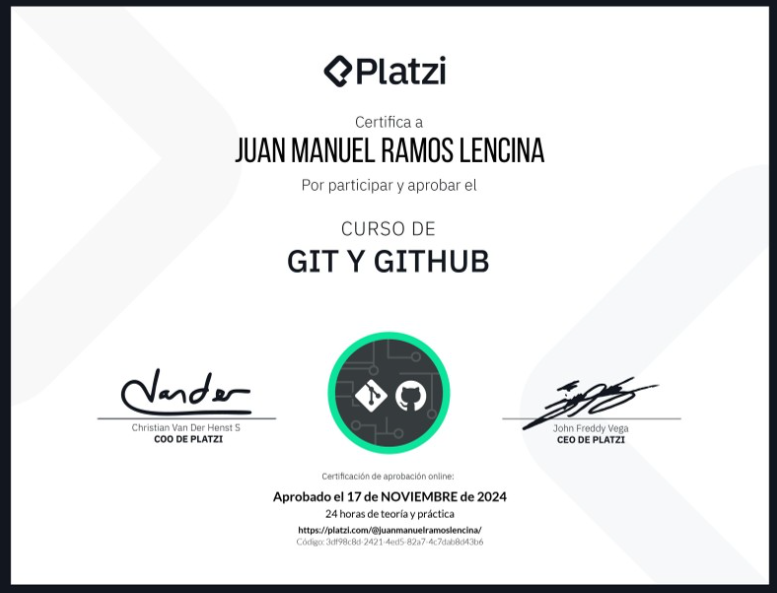 Platzi
Certifica a
JUAN MANUEL RAMOS LENCINA
Por participar y aprobar el
CURSO DE
GIT Y GITHUB
Vander
Christian Van Der Henst S
COO DE PLATZI
John Freddy Vega
CEO DE PLATZI
Certificación de aprobación online:
Aprobado el 17 de NOVIEMBRE de 2024
24 horas de teoría y práctica
https://platzi.com/@juanmanuelramoslencina/
Código: 3df98c8d-2421-4ed5-82a7-4c7dab8d43b6